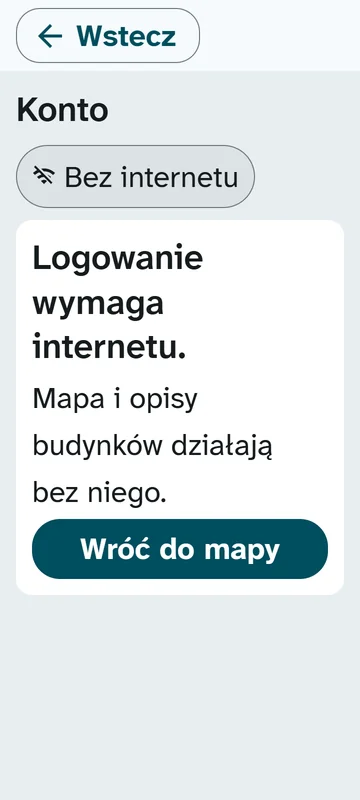 Wstecz
Konto
Bez internetu
Logowanie
wymaga
internetu.
Mapa i opisy
budynków działają
bez niego.
Wróć do mapy